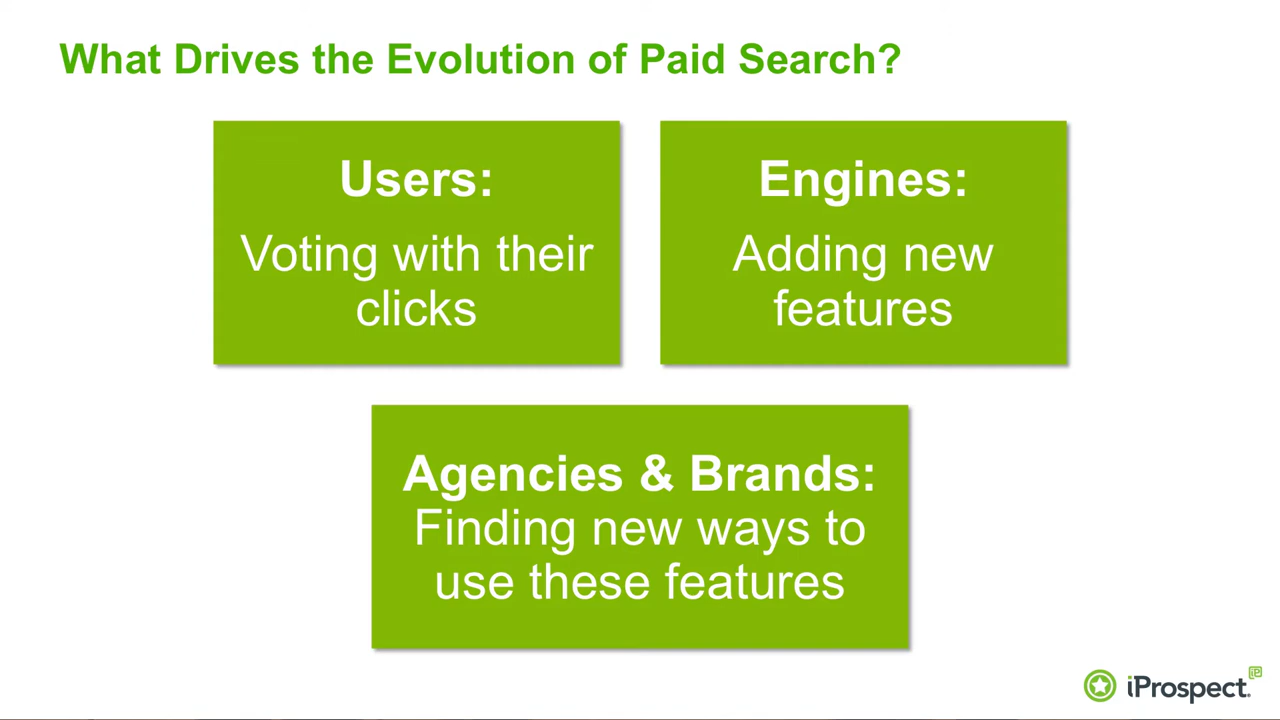 What Drives the Evolution of Paid Search?
Users:
Voting with their
clicks
Engines:
Adding new
features
Agencies & Brands:
Finding new ways to
use these features
iProspect.
iP